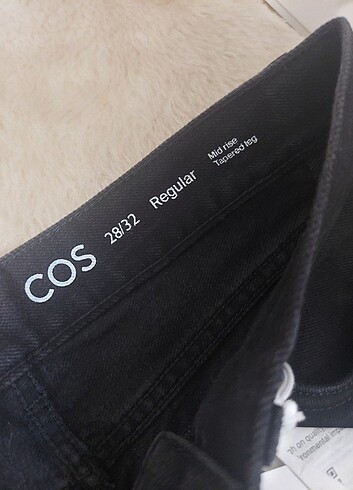 COS 28/32 Regular
Mid rise
Tapered leg